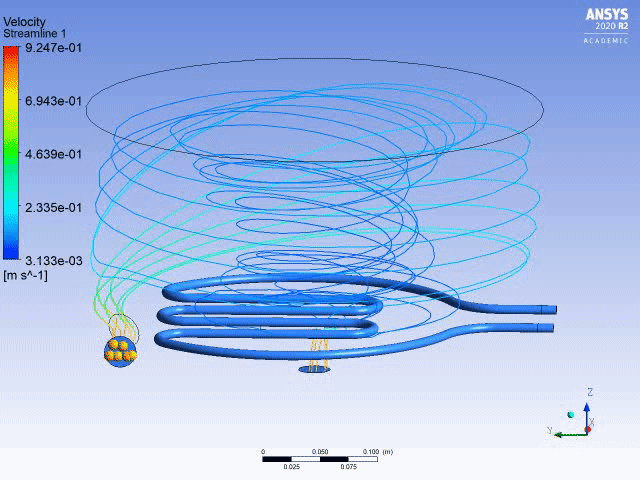 Velocity
Streamline 1
9.247e-01
6.943e-01
4.639e-01
2.335e-01
3.133e-03
[m s^-1]
ANSYS
2020 R2
ACADEMIC
Z
Y
X
0
0.050
0.100
(m)
0.025
0.075